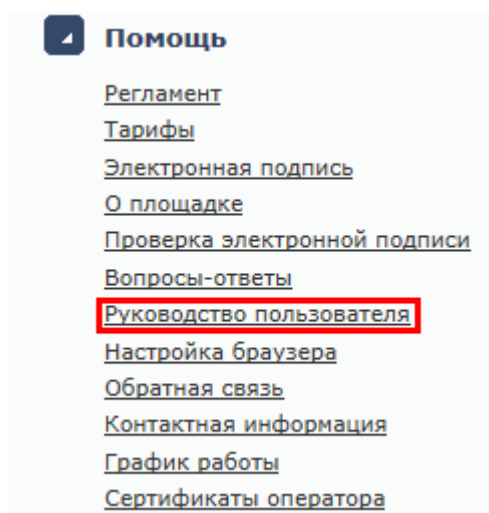 Помощь
Регламент
Тарифы
Электронная подпись
О площадке
Проверка электронной подписи
Вопросы-ответы
Руководство пользователя
Настройка браузера
Обратная связь
Контактная информация
График работы
Сертификаты оператора